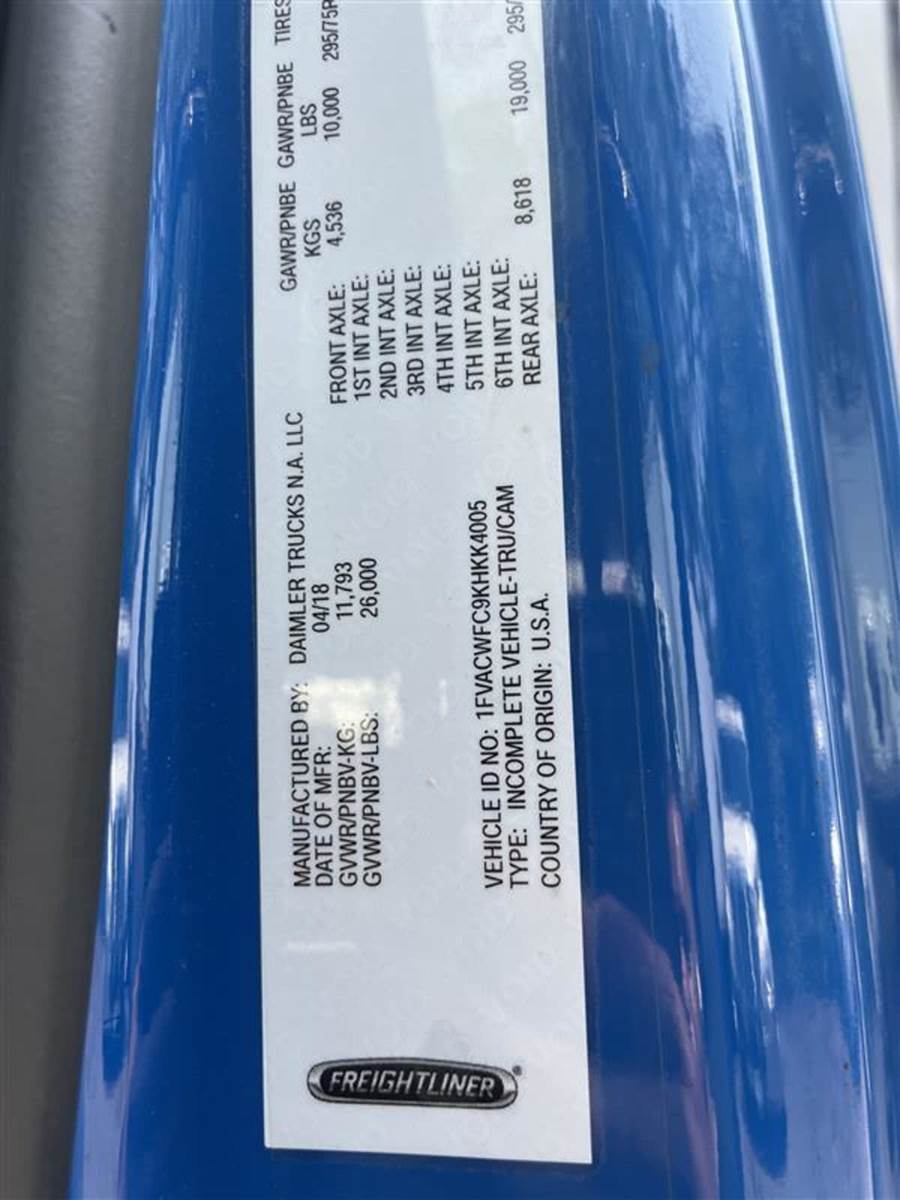 FREIGHTLINER®
MANUFACTURED BY: DAIMLER TRUCKS N.A. LLC
DATE OF MFR: 04/18
GVWR/PNBV-KG: 11,793
GVWR/PNBV-LBS: 26,000
VEHICLE ID NO: 1FVACWFC9KHKK4005
TYPE: INCOMPLETE VEHICLE-TRU/CAM
COUNTRY OF ORIGIN: U.S.A.
GAWR/PNBE GAWR/PNBE TIRES
KGS LBS
FRONT AXLE: 4,536 10,000 295/75R
1ST INT AXLE:
2ND INT AXLE:
3RD INT AXLE:
4TH INT AXLE:
5TH INT AXLE:
6TH INT AXLE:
REAR AXLE: 8,618 19,000 295/